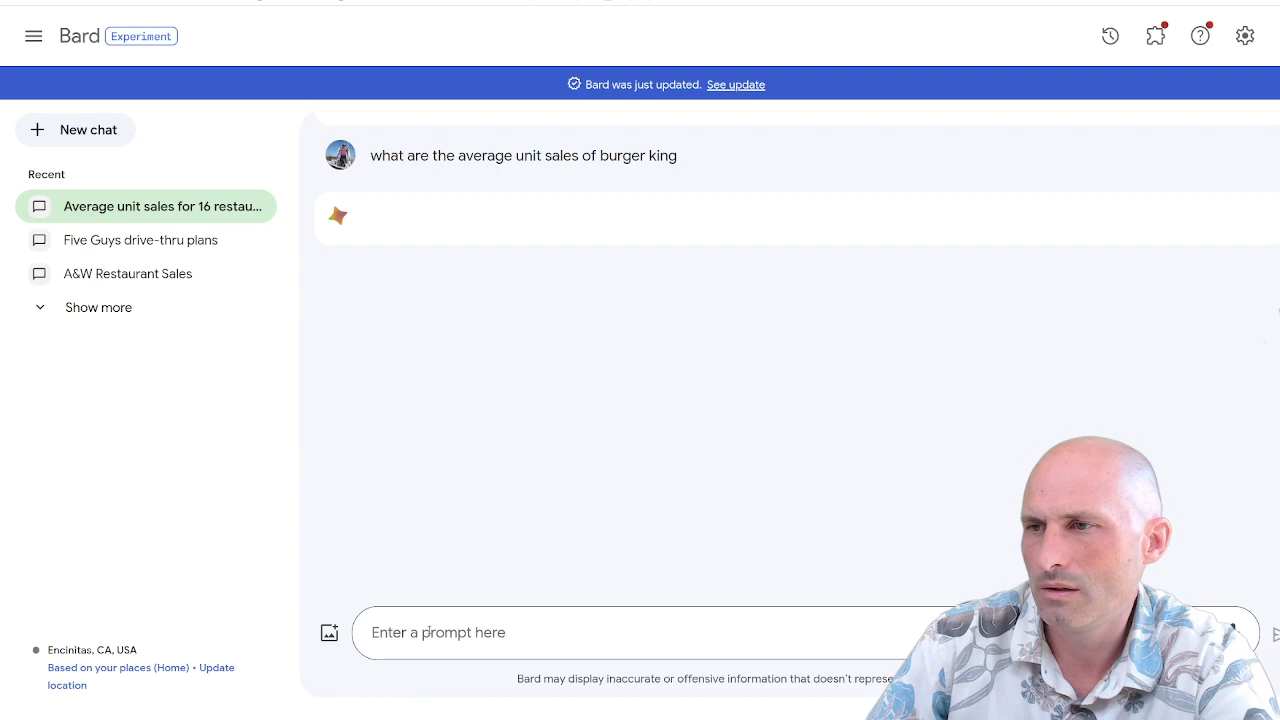 Bard Experiment
Bard was just updated. See update
New chat
Recent
Average unit sales for 16 restau...
Five Guys drive-thru plans
A&W Restaurant Sales
Show more
what are the average unit sales of burger king
Enter a prompt here
Encinitas, CA, USA
Based on your places (Home) • Update
location
Bard may display inaccurate or offensive information that doesn't represe